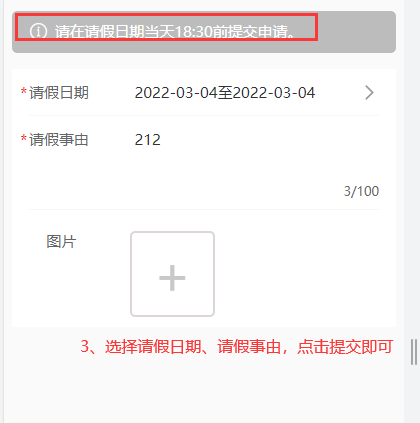 请在请假日期当天18:30前提交申请。
*请假日期 2022-03-04至2022-03-04
*请假事由 212
3/100
图片
3、选择请假日期、请假事由，点击提交即可